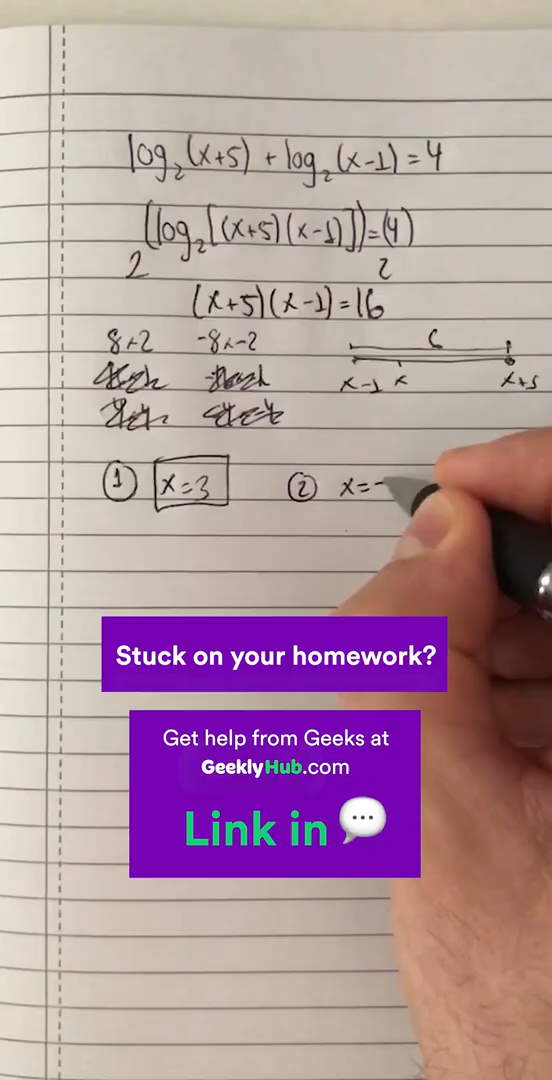 log₂(x+5) + log₂(x-1) = 4
2^(log₂[(x+5)(x-1)]) = 2^(4)
(x+5)(x-1) = 16
8×2 -8×-2
6
x-1 x x+5
① x=3 ② x=-
Stuck on your homework?
Get help from Geeks at
GeeklyHub.com
Link in